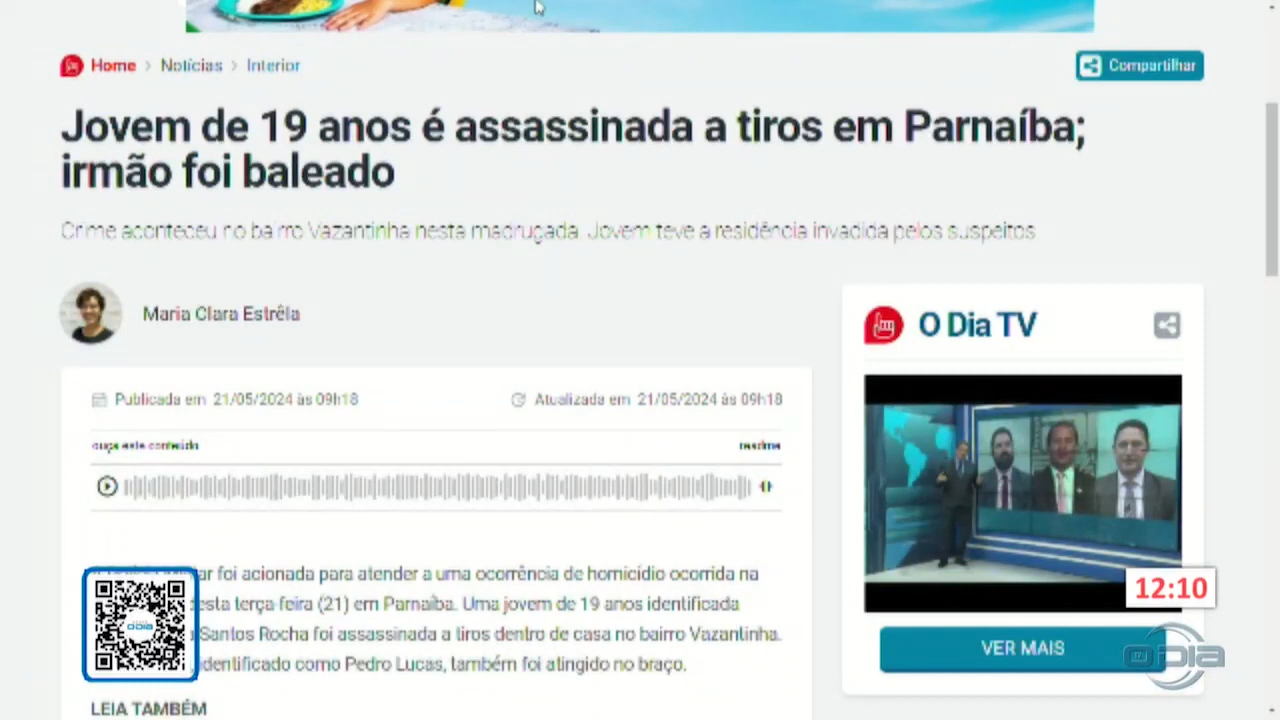 Home > Notícias > Interior
Compartilhar
Jovem de 19 anos é assassinada a tiros em Parnaíba;
irmão foi baleado
Crime aconteceu no bairro Vazantinha nesta madrugada. Jovem teve a residência invadida pelos suspeitos
Maria Clara Estrêla
Publicada em 21/05/2024 às 09h18
Atualizada em 21/05/2024 às 09h18
ouça este conteúdo
readme
ar foi acionada para atender a uma ocorrência de homicídio ocorrida na
desta terça-feira (21) em Parnaíba. Uma jovem de 19 anos identificada
Santos Rocha foi assassinada a tiros dentro de casa no bairro Vazantinha.
identificado como Pedro Lucas, também foi atingido no braço.
LEIA TAMBÉM
O Dia TV
12:10
VER MAIS
O DIA